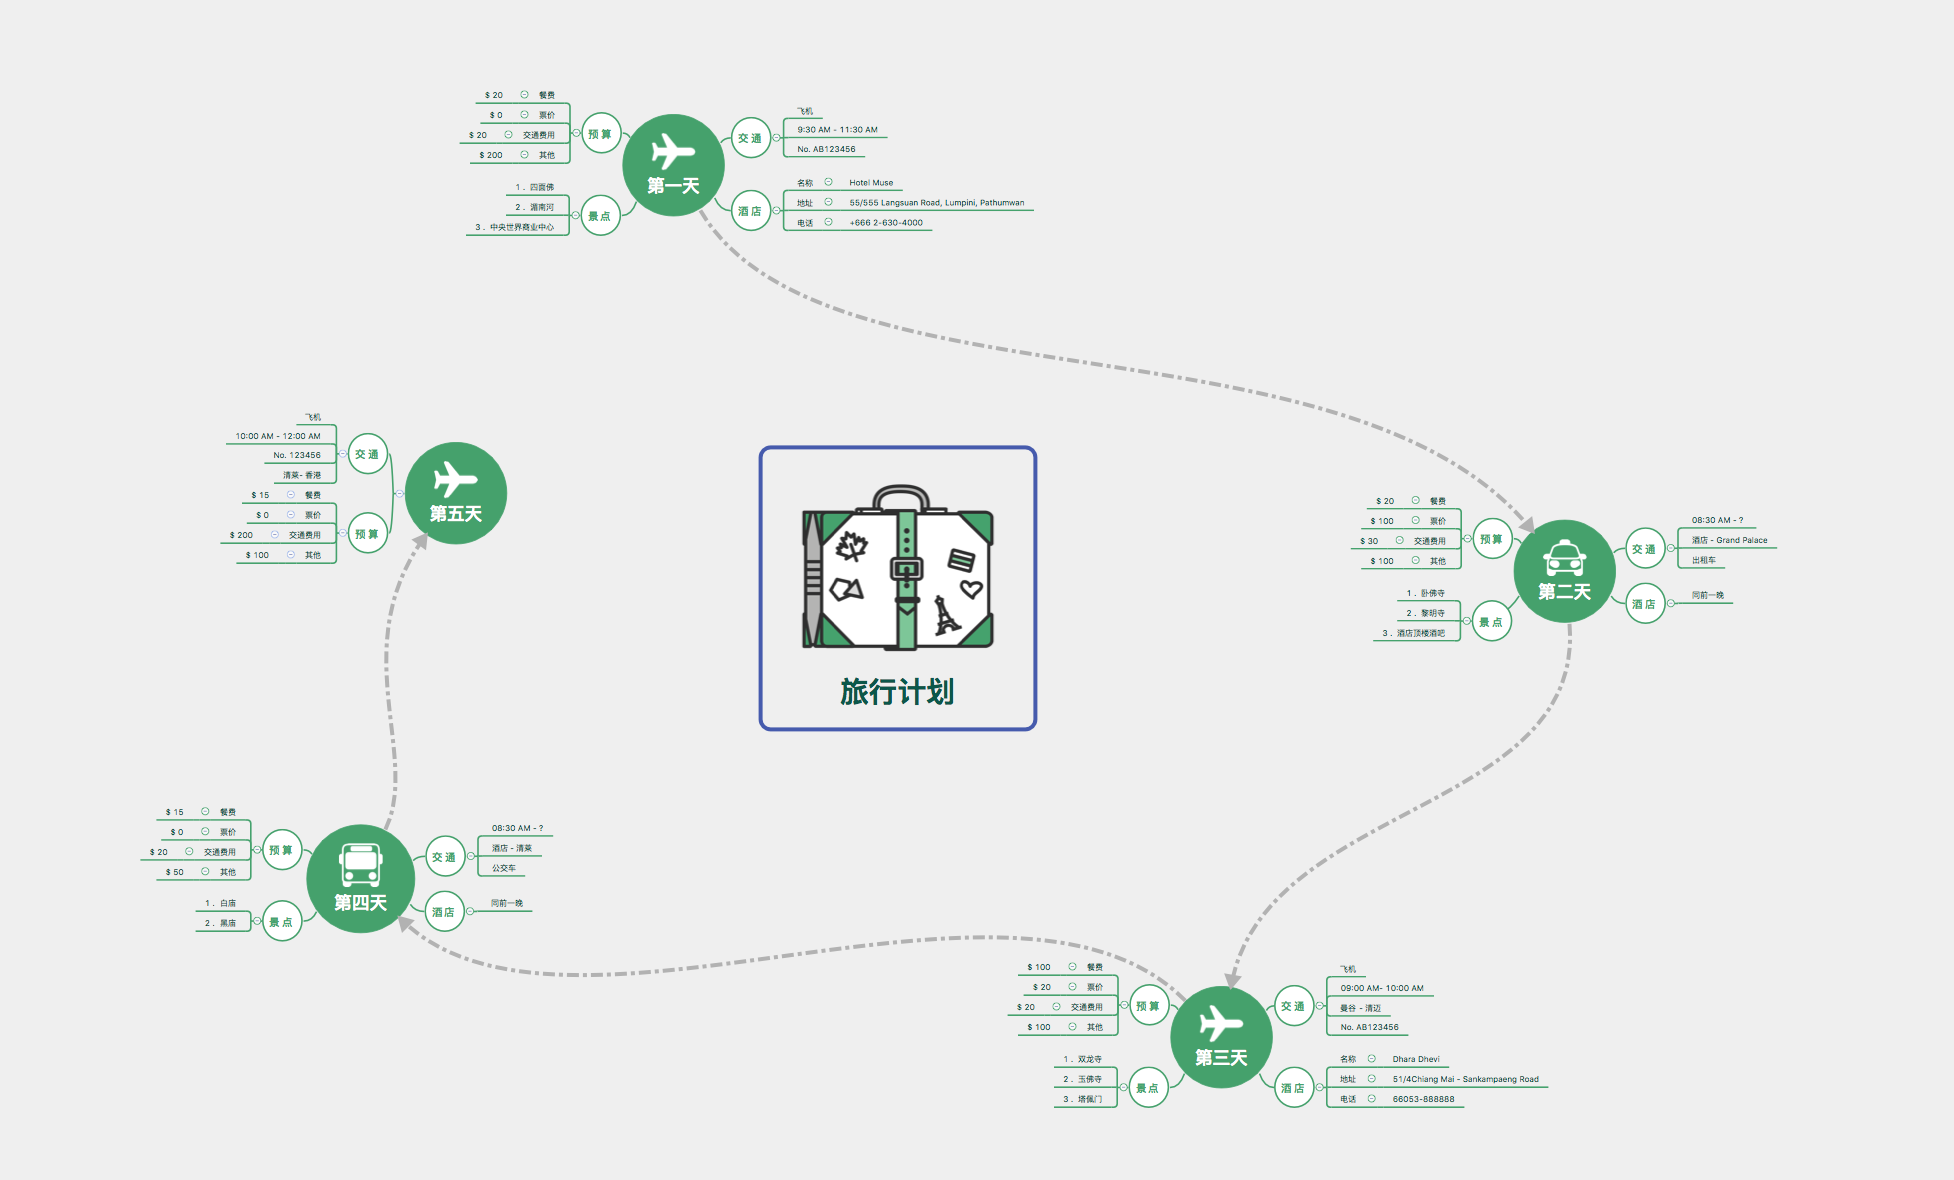 旅行计划
第一天
预算
$ 20 餐费
$ 0 票价
$ 20 交通费用
$ 200 其他
景点
1. 四面佛
2. 湄南河
3. 中央世界商业中心
交通
飞机
9:30 AM - 11:30 AM
No. AB123456
酒店
名称 Hotel Muse
地址 55/555 Langsuan Road, Lumpini, Pathumwan
电话 +666 2-630-4000
第二天
预算
$ 20 餐费
$ 100 票价
$ 30 交通费用
$ 100 其他
景点
1. 卧佛寺
2. 黎明寺
3. 酒店顶楼酒吧
交通
08:30 AM - ?
酒店 - Grand Palace
出租车
酒店
同前一晚
第三天
预算
$ 100 餐费
$ 20 票价
$ 20 交通费用
$ 100 其他
景点
1. 双龙寺
2. 玉佛寺
3. 塔佩门
交通
飞机
09:00 AM- 10:00 AM
曼谷 - 清迈
No. AB123456
酒店
名称 Dhara Dhevi
地址 51/4Chiang Mai - Sankampaeng Road
电话 66053-888888
第四天
预算
$ 15 餐费
$ 0 票价
$ 20 交通费用
$ 50 其他
景点
1. 白庙
2. 黑庙
交通
08:30 AM - ?
酒店 - 清莱
公交车
酒店
同前一晚
第五天
交通
飞机
10:00 AM - 12:00 AM
No. 123456
清莱- 香港
预算
$ 15 餐费
$ 0 票价
$ 200 交通费用
$ 100 其他